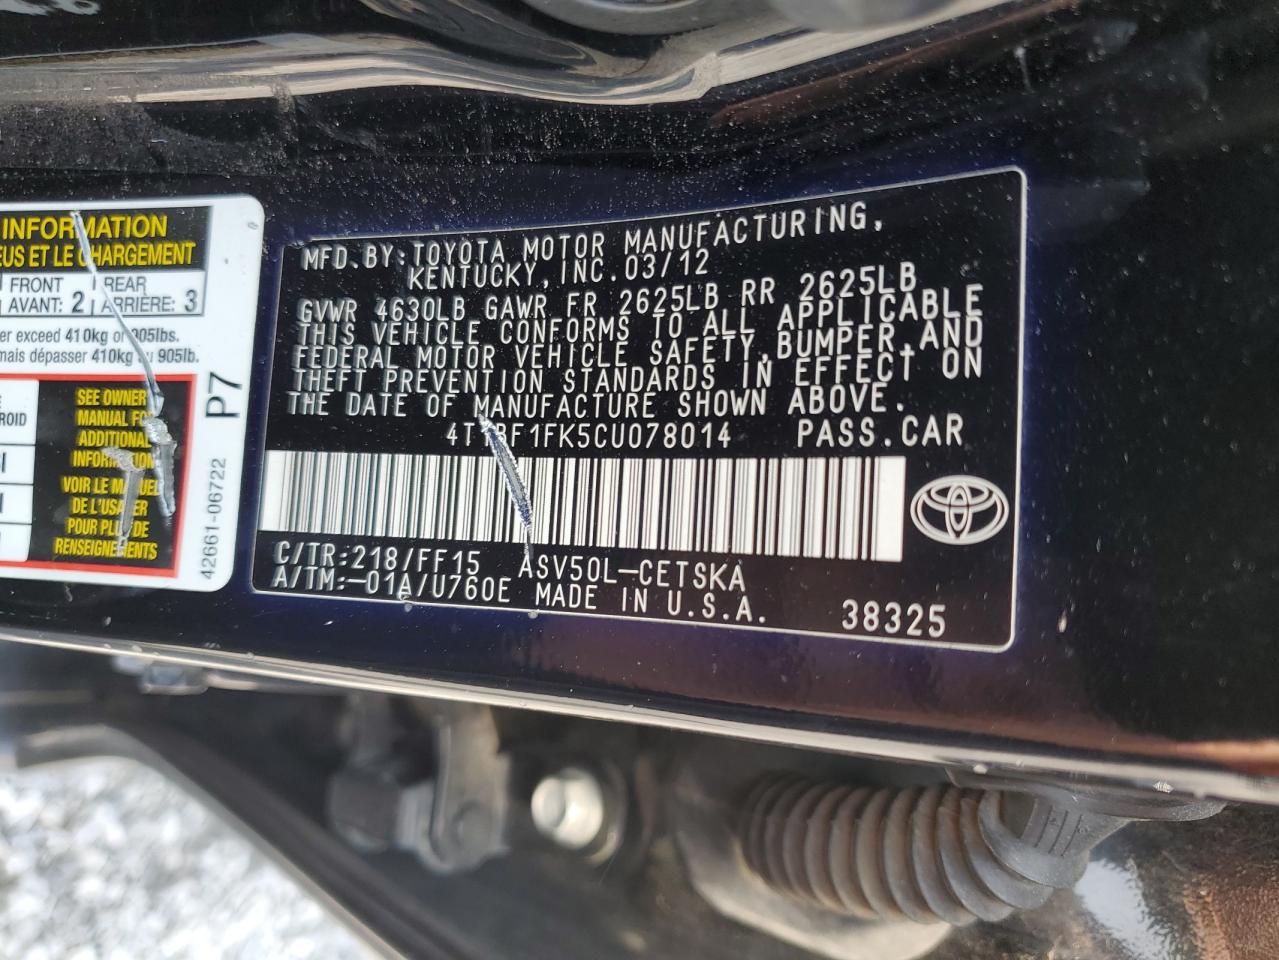 INFORMATION
EUS ET LE CHARGEMENT
FRONT REAR
AVANT: 2 ARRIÈRE: 3
er exceed 410kg or 905lbs.
mais dépasser 410kg ou 905lb.
SEE OWNER
MANUAL FOR
ADDITIONAL
INFORMATION
VOIR LE MANUEL
DE L'USAGER
POUR PLUS DE
RENSEIGNEMENTS
P7
42661-06722
MFD.BY:TOYOTA MOTOR MANUFACTURING,
KENTUCKY,INC.03/12
GVWR 4630LB GAWR FR 2625LB RR 2625LB
THIS VEHICLE CONFORMS TO ALL APPLICABLE
FEDERAL MOTOR VEHICLE SAFETY,BUMPER,AND
THEFT PREVENTION STANDARDS IN EFFECT ON
THE DATE OF MANUFACTURE SHOWN ABOVE.
PASS.CAR
C/TR:218/FF15 ASV50L-CETSKA
A/TM:-01A/U760E MADE IN U.S.A. 38325